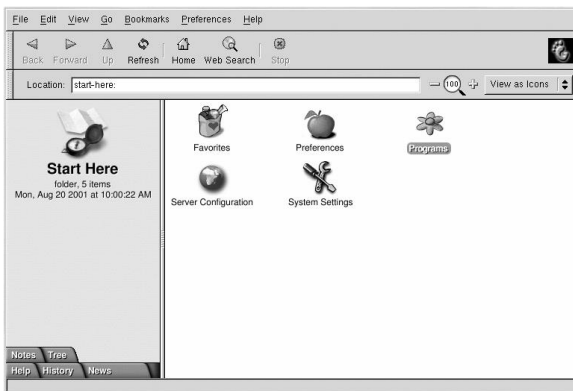 File Edit View Go Bookmarks Preferences Help
Back Forward Up Refresh Home Web Search Stop
Location: start-here: 100 View as Icons
Start Here
folder, 5 items
Mon, Aug 20 2001 at 10:00:22 AM
Favorites Preferences Programs
Server Configuration System Settings
Notes Tree
Help History News